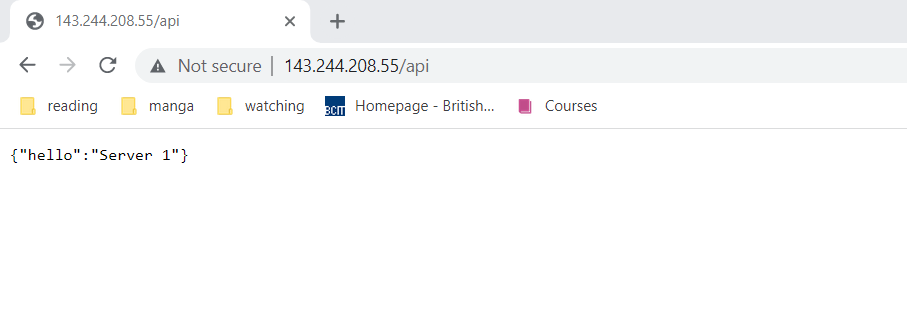 143.244.208.55/api
Not secure | 143.244.208.55/api
reading manga watching BCIT Homepage - British... Courses
{"hello":"Server 1"}